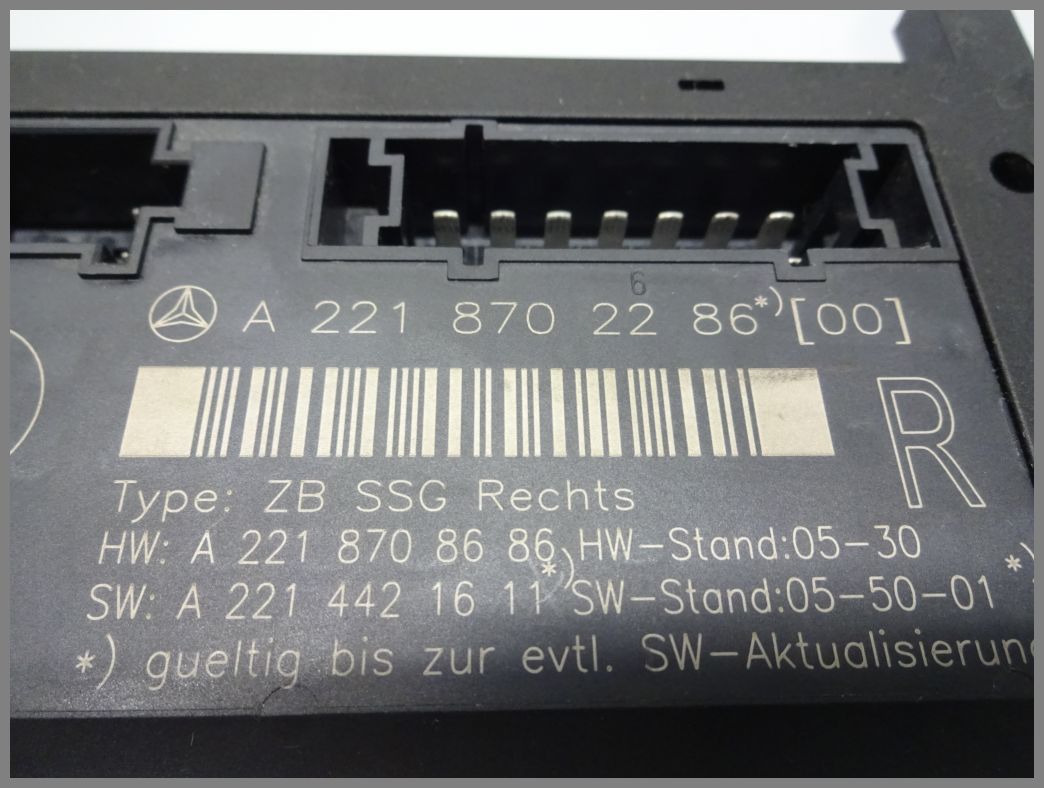 6
A 221 870 22 86*)[00]
R
Type: ZB SSG Rechts
HW: A 221 870 86 86 HW-Stand:05-30
SW: A 221 442 16 11*) SW-Stand:05-50-01 *)
*) gueltig bis zur evtl. SW-Aktualisierun